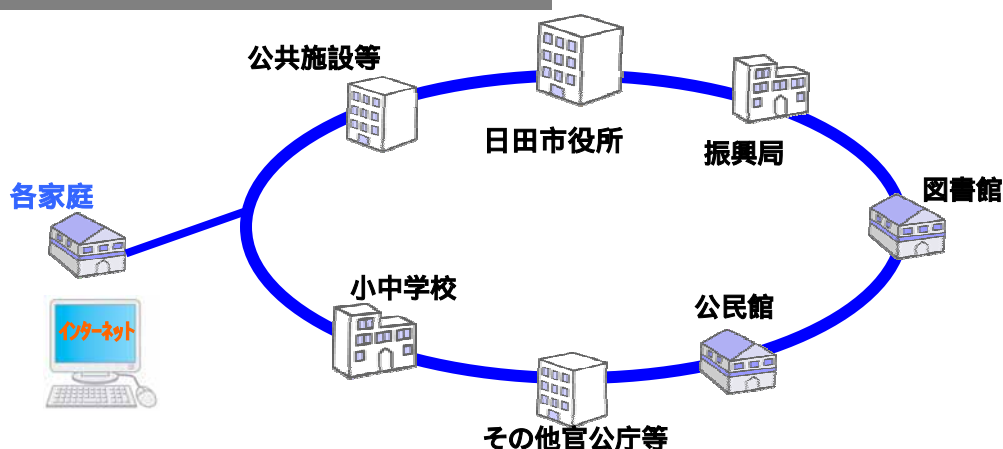 公共施設等
日田市役所
振興局
各家庭
図書館
小中学校
公民館
インターネット
その他官公庁等